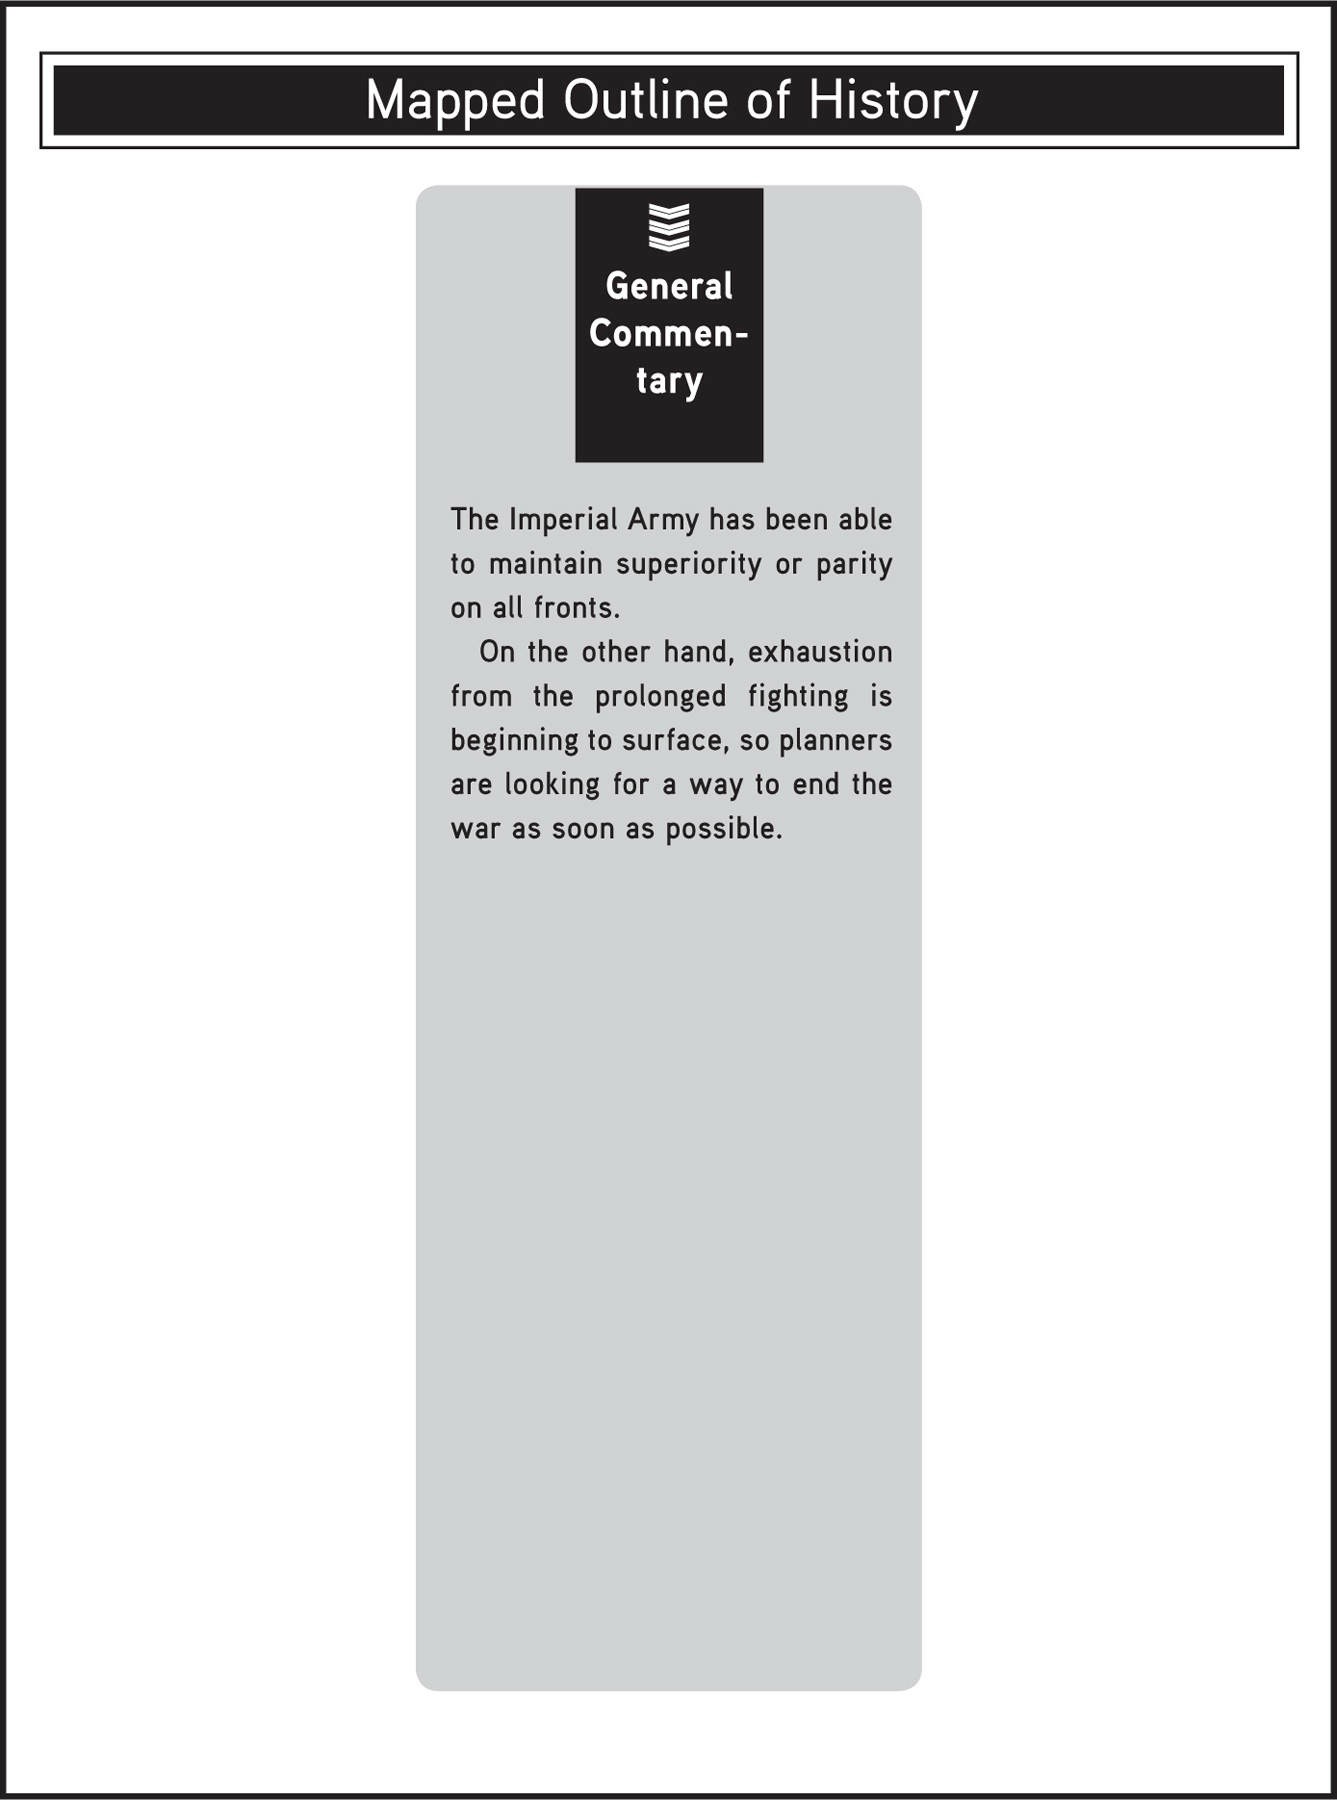 Mapped Outline of History
General
Commen-
tary
The Imperial Army has been able
to maintain superiority or parity
on all fronts.
On the other hand, exhaustion
from the prolonged fighting is
beginning to surface, so planners
are looking for a way to end the
war as soon as possible.